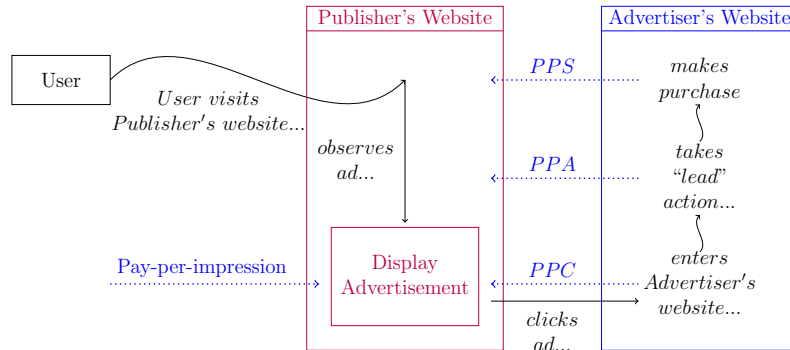 Publisher's Website
Advertiser's Website
User
User visits
Publisher's website...
observes
ad...
PPS
makes
purchase
PPA
takes
“lead”
action...
Pay-per-impression
Display
Advertisement
PPC
enters
Advertiser's
website...
clicks
ad...